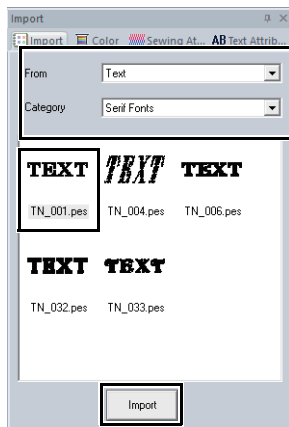 Import
Import Color Sewing At... AB Text Attrib...
From Text
Category Serif Fonts
TEXT TEXT TEXT
TN_001.pes TN_004.pes TN_006.pes
TEXT TEXT
TN_032.pes TN_033.pes
Import